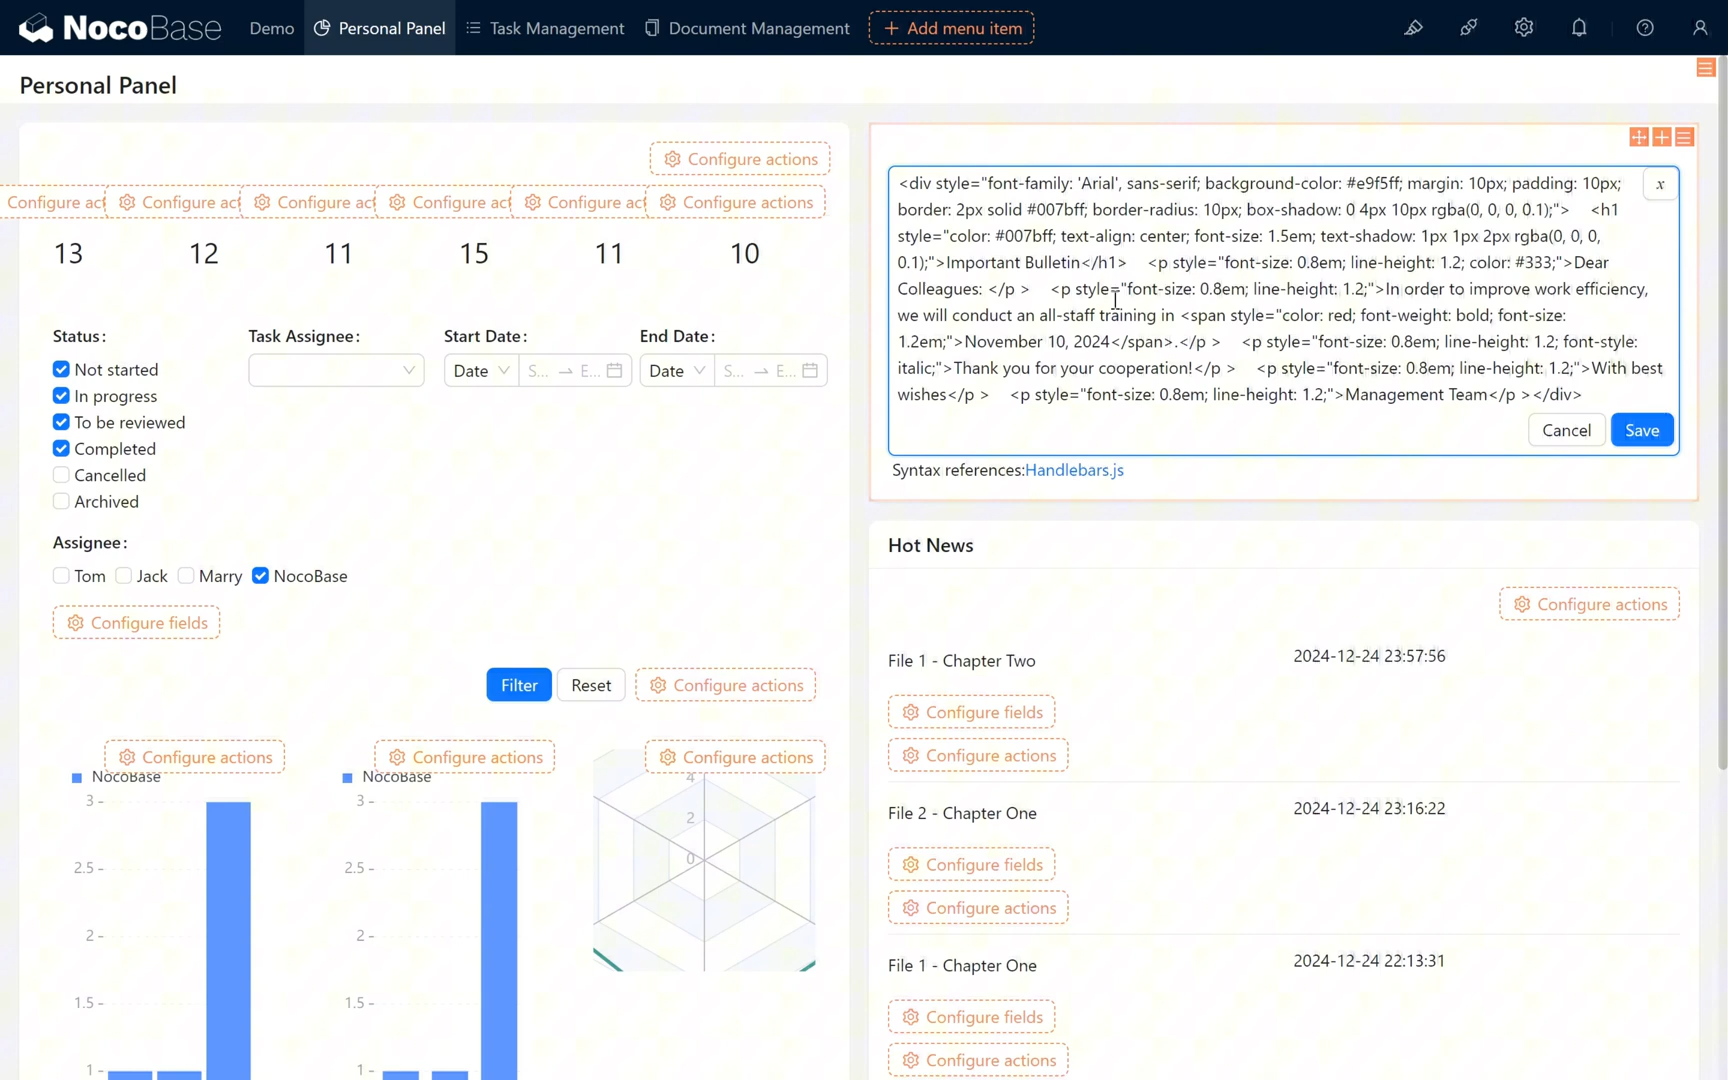 NocoBase
Demo
Personal Panel
Task Management
Document Management
+ Add menu item
Personal Panel
Configure actions
Configure act
Configure act
Configure ac
Configure ac
Configure act
Configure actions
13
12
11
15
11
10
Status:
Not started
In progress
To be reviewed
Completed
Cancelled
Archived
Task Assignee:
Start Date:
Date
S...
E...
End Date:
Date
S...
E...
Assignee:
Tom
Jack
Marry
NocoBase
Configure fields
Filter
Reset
Configure actions
Configure actions
NocoBase
3
2.5
2
1.5
1
Configure actions
NocoBase
3
2.5
2
1.5
1
Configure actions
4
2
0
<div style="font-family: 'Arial', sans-serif; background-color: #e9f5ff; margin: 10px; padding: 10px;
border: 2px solid #007bff; border-radius: 10px; box-shadow: 0 4px 10px rgba(0, 0, 0, 0.1);"> <h1
style="color: #007bff; text-align: center; font-size: 1.5em; text-shadow: 1px 1px 2px rgba(0, 0, 0,
0.1);">Important Bulletin</h1> <p style="font-size: 0.8em; line-height: 1.2; color: #333;">Dear
Colleagues: </p > <p style="font-size: 0.8em; line-height: 1.2;">In order to improve work efficiency,
we will conduct an all-staff training in <span style="color: red; font-weight: bold; font-size:
1.2em;">November 10, 2024</span>.</p > <p style="font-size: 0.8em; line-height: 1.2; font-style:
italic;">Thank you for your cooperation!</p > <p style="font-size: 0.8em; line-height: 1.2;">With best
wishes</p > <p style="font-size: 0.8em; line-height: 1.2;">Management Team</p ></div>
x
Cancel
Save
Syntax references:Handlebars.js
Hot News
Configure actions
File 1 - Chapter Two
2024-12-24 23:57:56
Configure fields
Configure actions
File 2 - Chapter One
2024-12-24 23:16:22
Configure fields
Configure actions
File 1 - Chapter One
2024-12-24 22:13:31
Configure fields
Configure actions